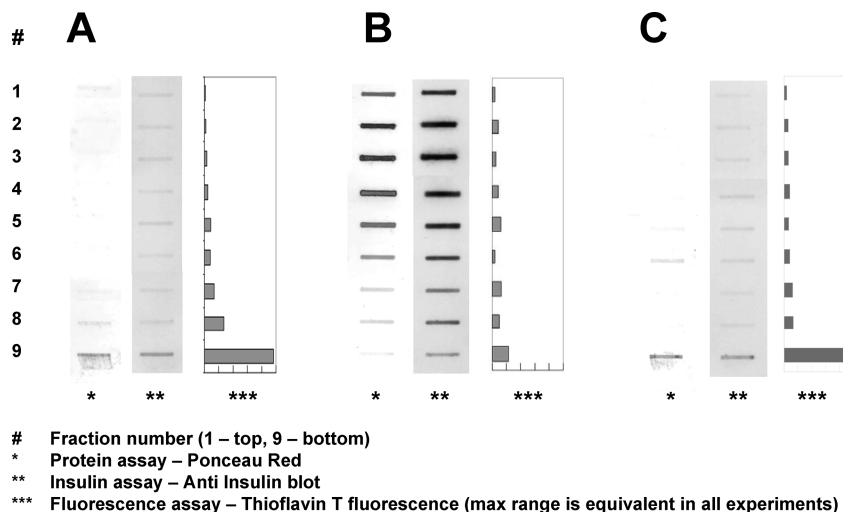 # A B C
1
2
3
4
5
6
7
8
9
* ** *** * ** *** * ** ***
# Fraction number (1 – top, 9 – bottom)
* Protein assay – Ponceau Red
** Insulin assay – Anti Insulin blot
*** Fluorescence assay – Thioflavin T fluorescence (max range is equivalent in all experiments)